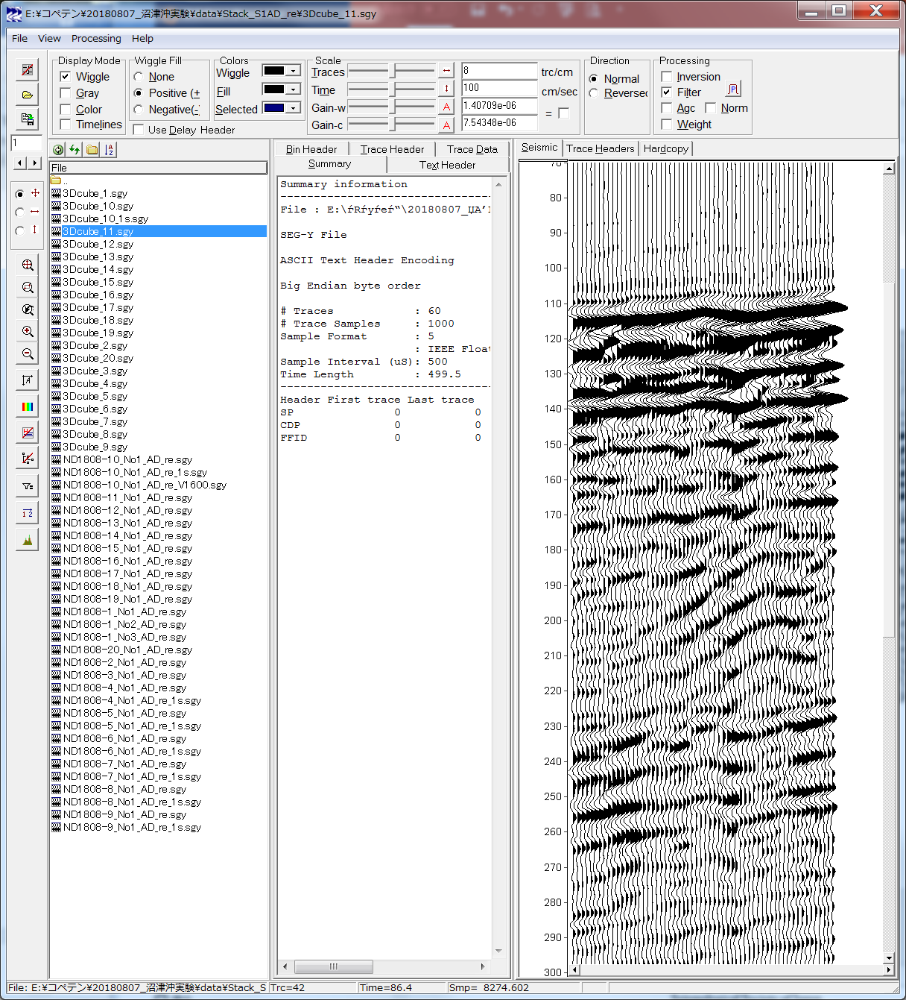 E:¥コペテン¥20180807_沼津沖実験¥data¥Stack_S1AD_re¥3Dcube_11.sgy
File View Processing Help
Display Mode
Wiggle
Gray
Color
Timelines
Wiggle Fill
None
Positive (+
Negative(-)
Use Delay Header
Colors
Wiggle
Fill
Selected
Scale
Traces 8 trc/cm
Time 100 cm/sec
Gain-w A 1.40709e-06
Gain-c A 7.54348e-06
=
Direction
Normal
Reversed
Processing
Inversion
Filter
Agc Norm
Weight
1
File
..
3Dcube_1.sgy
3Dcube_10.sgy
3Dcube_10_1s.sgy
3Dcube_11.sgy
3Dcube_12.sgy
3Dcube_13.sgy
3Dcube_14.sgy
3Dcube_15.sgy
3Dcube_16.sgy
3Dcube_17.sgy
3Dcube_18.sgy
3Dcube_19.sgy
3Dcube_2.sgy
3Dcube_20.sgy
3Dcube_3.sgy
3Dcube_4.sgy
3Dcube_5.sgy
3Dcube_6.sgy
3Dcube_7.sgy
3Dcube_8.sgy
3Dcube_9.sgy
ND1808-10_No1_AD_re.sgy
ND1808-10_No1_AD_re_1s.sgy
ND1808-10_No1_AD_re_V1600.sgy
ND1808-11_No1_AD_re.sgy
ND1808-12_No1_AD_re.sgy
ND1808-13_No1_AD_re.sgy
ND1808-14_No1_AD_re.sgy
ND1808-15_No1_AD_re.sgy
ND1808-16_No1_AD_re.sgy
ND1808-17_No1_AD_re.sgy
ND1808-18_No1_AD_re.sgy
ND1808-19_No1_AD_re.sgy
ND1808-1_No1_AD_re.sgy
ND1808-1_No2_AD_re.sgy
ND1808-1_No3_AD_re.sgy
ND1808-20_No1_AD_re.sgy
ND1808-2_No1_AD_re.sgy
ND1808-3_No1_AD_re.sgy
ND1808-4_No1_AD_re.sgy
ND1808-4_No1_AD_re_1s.sgy
ND1808-5_No1_AD_re.sgy
ND1808-5_No1_AD_re_1s.sgy
ND1808-6_No1_AD_re.sgy
ND1808-6_No1_AD_re_1s.sgy
ND1808-7_No1_AD_re.sgy
ND1808-7_No1_AD_re_1s.sgy
ND1808-8_No1_AD_re.sgy
ND1808-8_No1_AD_re_1s.sgy
ND1808-9_No1_AD_re.sgy
ND1808-9_No1_AD_re_1s.sgy
Bin Header Trace Header Trace Data
Summary Text Header
Summary information
--------------------------------
File : E:\ŕRŕyŕeŕ“\20180807_ЏА’
SEG-Y File
ASCII Text Header Encoding
Big Endian byte order
# Traces : 60
# Trace Samples : 1000
Sample Format : 5
: IEEE Float
Sample Interval (uS): 500
Time Length : 499.5
--------------------------------
Header First trace Last trace
SP 0 0
CDP 0 0
FFID 0 0
Seismic Trace Headers Hardcopy
70
80
90
100
110
120
130
140
150
160
170
180
190
200
210
220
230
240
250
260
270
280
290
300
File: E:¥コペテン¥20180807_沼津沖実験¥data¥Stack_S Trc=42 Time=86.4 Smp= 8274.602